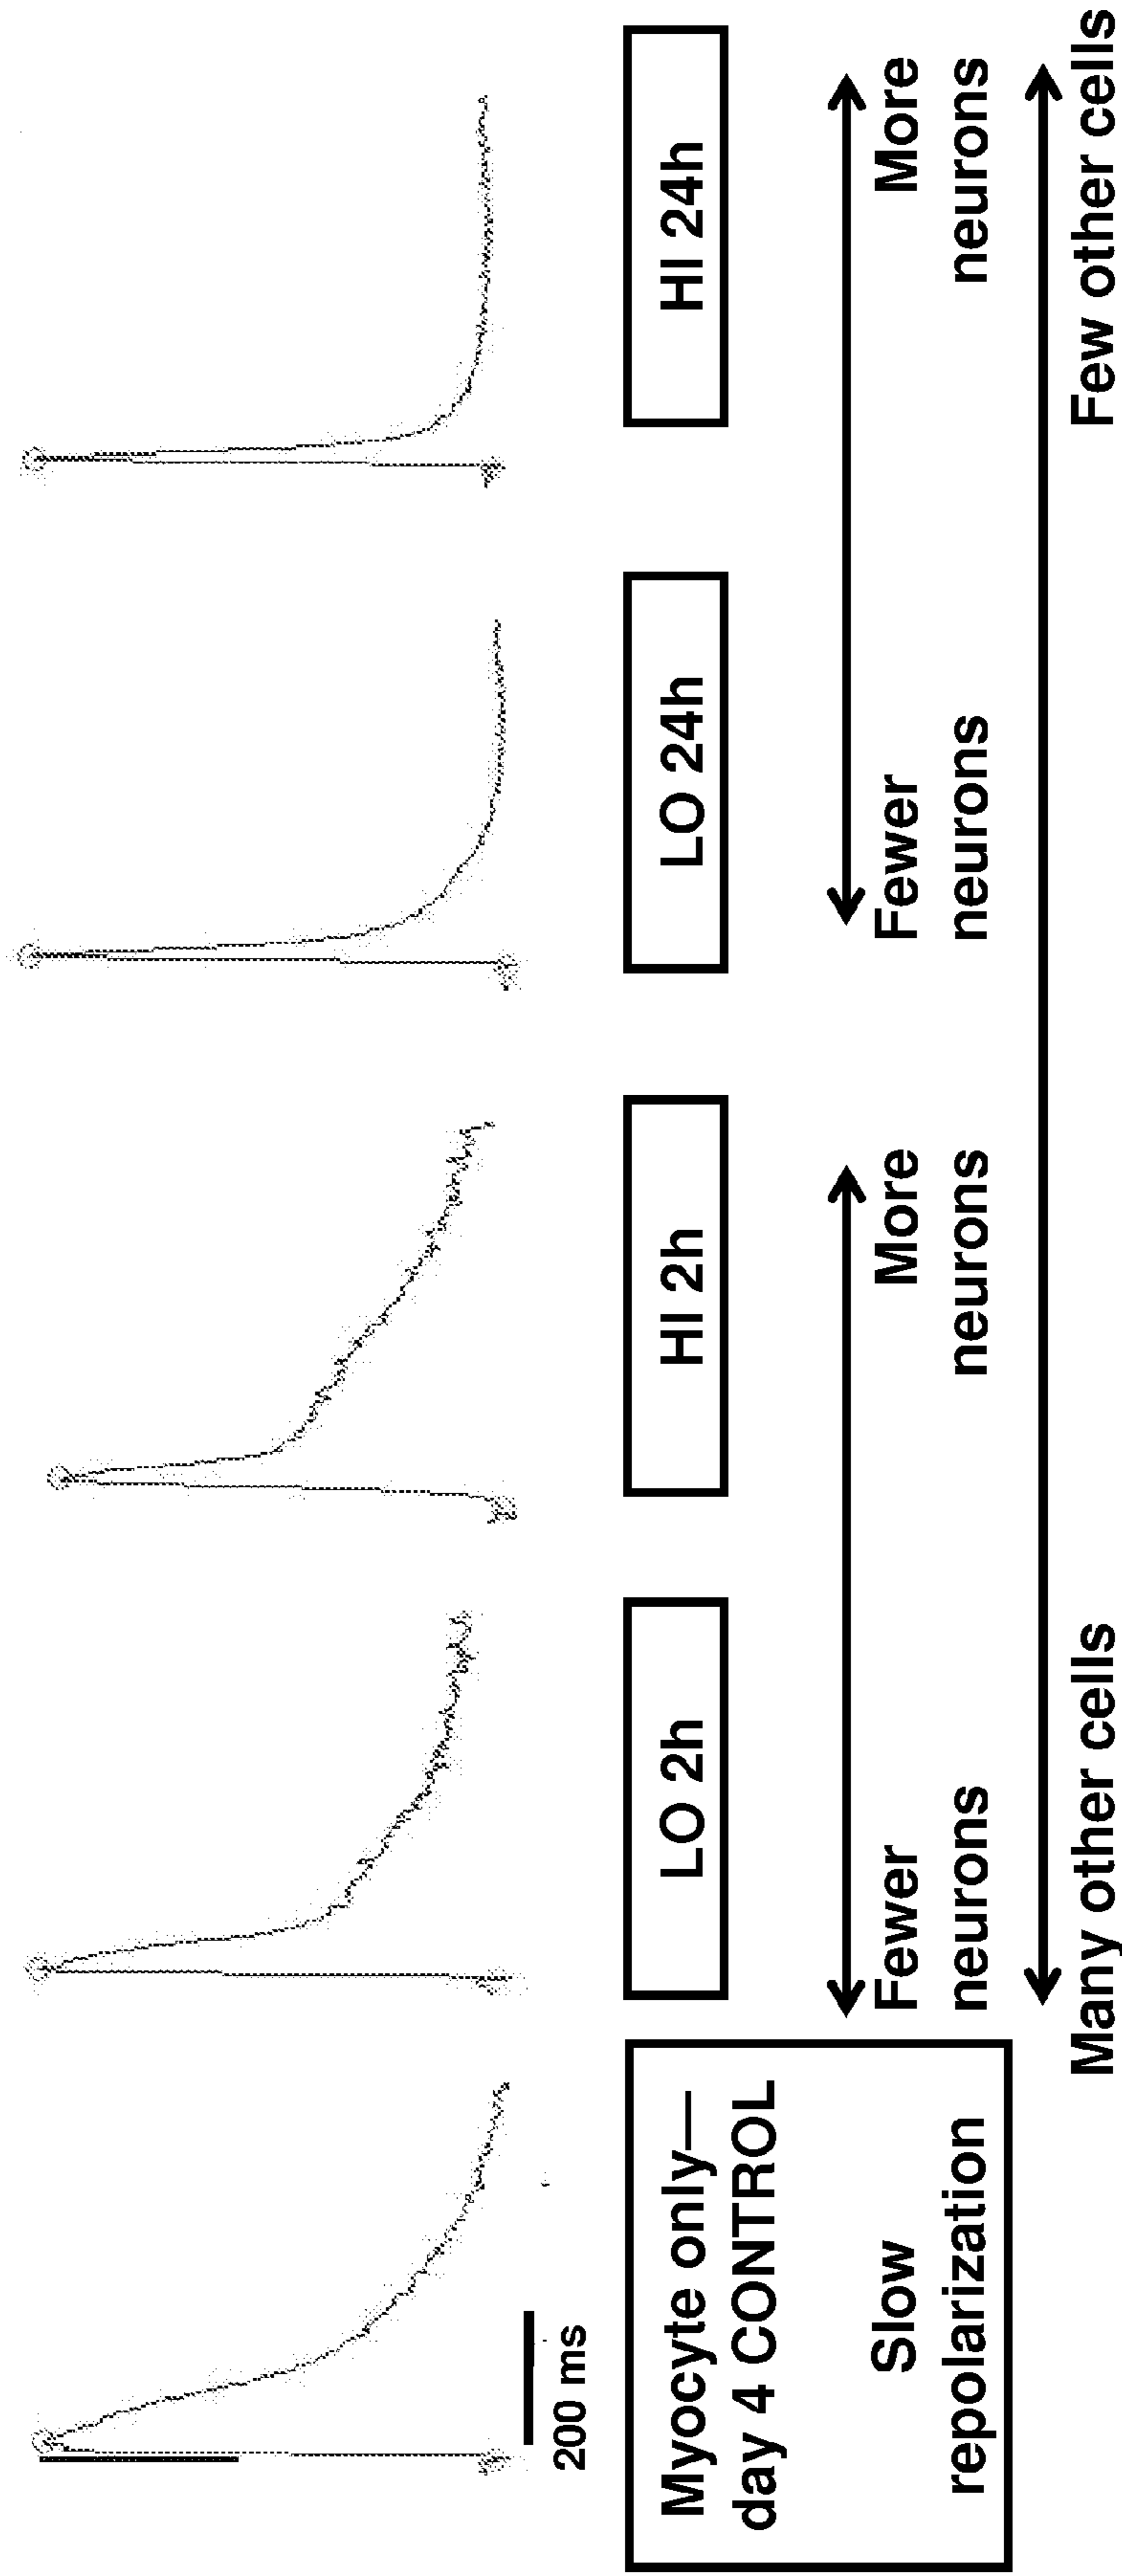 200 ms
Myocyte only—
day 4 CONTROL
Slow
repolarization
LO 2h
HI 2h
LO 24h
HI 24h
Fewer
neurons
More
neurons
Fewer
neurons
More
neurons
Many other cells
Few other cells